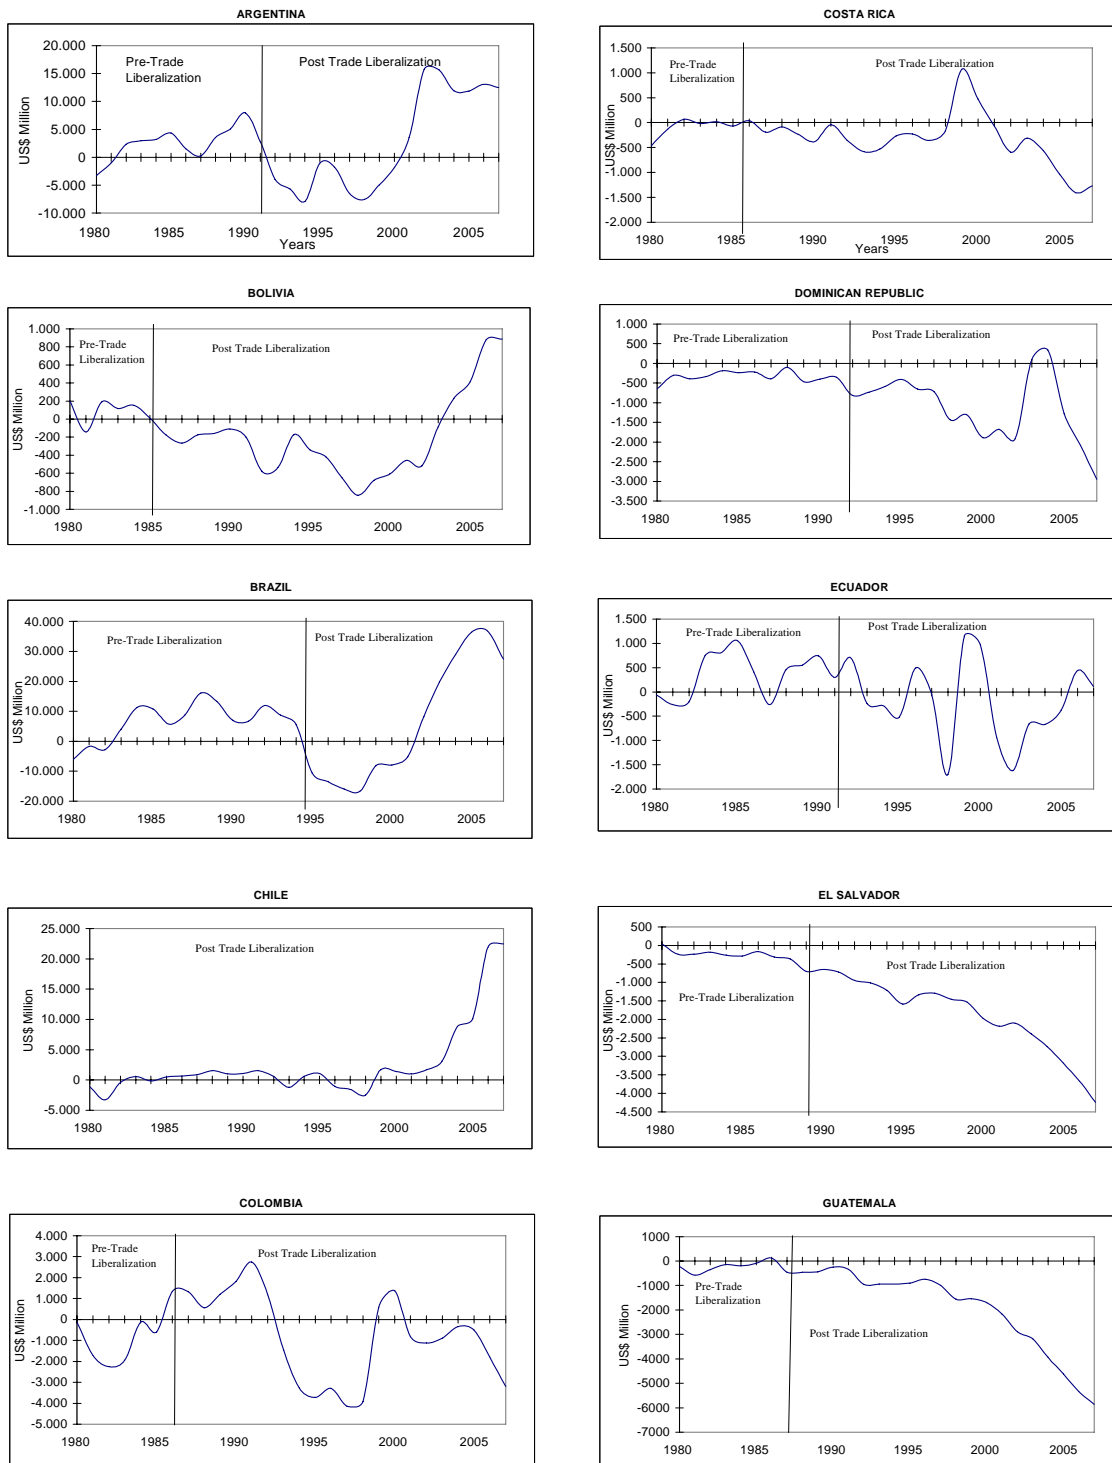 ARGENTINA
20.000
15.000
10.000
5.000
0
-5.000
-10.000
US$ Million
Pre-Trade
Liberalization
Post Trade Liberalization
1980 1985 1990 1995 2000 2005
Years
COSTA RICA
1.500
1.000
500
0
-500
-1.000
-1.500
-2.000
US$ Million
Pre-Trade
Liberalization
Post Trade Liberalization
1980 1985 1990 1995 2000 2005
Years
BOLIVIA
1.000
800
600
400
200
0
-200
-400
-600
-800
-1.000
US$ Million
Pre-Trade
Liberalization
Post Trade Liberalization
1980 1985 1990 1995 2000 2005
DOMINICAN REPUBLIC
1.000
500
0
-500
-1.000
-1.500
-2.000
-2.500
-3.000
-3.500
US$ Million
Pre-Trade Liberalization
Post Trade Liberalization
1980 1985 1990 1995 2000 2005
BRAZIL
40.000
30.000
20.000
10.000
0
-10.000
-20.000
US$ Million
Pre-Trade Liberalization
Post Trade Liberalization
1980 1985 1990 1995 2000 2005
ECUADOR
1.500
1.000
500
0
-500
-1.000
-1.500
-2.000
US$ Million
Pre-Trade Liberalization
Post Trade Liberalization
1980 1985 1990 1995 2000 2005
CHILE
25.000
20.000
15.000
10.000
5.000
0
-5.000
US$ Million
Post Trade Liberalization
1980 1985 1990 1995 2000 2005
EL SALVADOR
500
0
-500
-1.000
-1.500
-2.000
-2.500
-3.000
-3.500
-4.000
-4.500
US$ Million
Pre-Trade Liberalization
Post Trade Liberalization
1980 1985 1990 1995 2000 2005
COLOMBIA
4.000
3.000
2.000
1.000
0
-1.000
-2.000
-3.000
-4.000
-5.000
US$ Million
Pre-Trade
Liberalization
Post Trade Liberalization
1980 1985 1990 1995 2000 2005
GUATEMALA
1000
0
-1000
-2000
-3000
-4000
-5000
-6000
-7000
US$ Million
Pre-Trade
Liberalization
Post Trade Liberalization
1980 1985 1990 1995 2000 2005